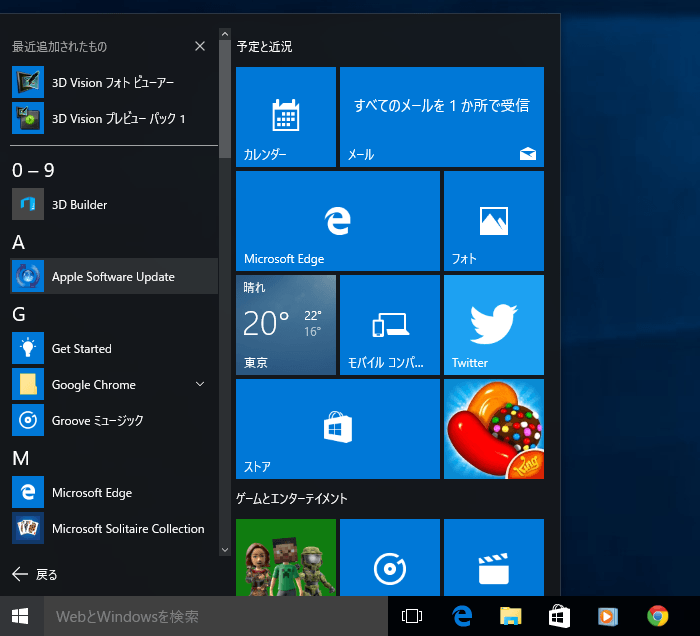 最近追加されたもの
3D Vision フォト ビューアー
3D Vision プレビュー パック 1
0 – 9
3D Builder
A
Apple Software Update
G
Get Started
Google Chrome
Groove ミュージック
M
Microsoft Edge
Microsoft Solitaire Collection
戻る
予定と近況
カレンダー
すべてのメールを 1 か所で受信
メール
Microsoft Edge
フォト
晴れ
20°
22°
16°
東京
モバイル コンパ...
Twitter
ストア
King
ゲームとエンターテイメント
WebとWindowsを検索